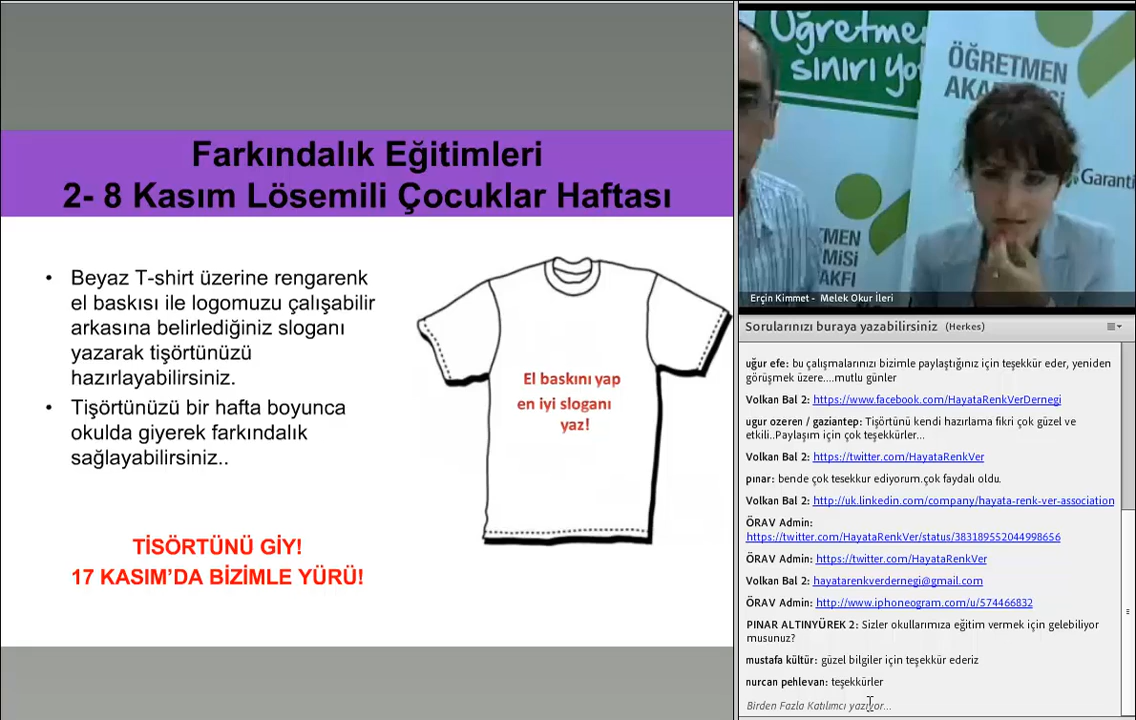 Farkındalık Eğitimleri
2- 8 Kasım Lösemili Çocuklar Haftası
• Beyaz T-shirt üzerine rengarenk
el baskısı ile logomuzu çalışabilir
arkasına belirlediğiniz sloganı
yazarak tişörtünüzü
hazırlayabilirsiniz.
• Tişörtünüzü bir hafta boyunca
okulda giyerek farkındalık
sağlayabilirsiniz..
El baskını yap
en iyi sloganı
yaz!
TİSÖRTÜNÜ GİY!
17 KASIM'DA BİZİMLE YÜRÜ!
Öğretmen
sınırı yo
ÖĞRETMEN
AKADEMİSİ
Garanti
TMEN
MİSİ
AKFI
Erçin Kimmet - Melek Okur İleri
Sorularınızı buraya yazabilirsiniz (Herkes)
uğur efe: bu çalışmalarınızı bizimle paylaştığınız için teşekkür eder, yeniden
görüşmek üzere....mutlu günler
Volkan Bal 2: https://www.facebook.com/HayataRenkVerDernegi
ugur ozeren / gaziantep: Tişörtünü kendi hazırlama fikri çok güzel ve
etkili..Paylaşım için çok teşekkürler...
Volkan Bal 2: https://twitter.com/HayataRenkVer
pınar: bende çok tesekkur ediyorum.çok faydalı oldu.
Volkan Bal 2: http://uk.linkedin.com/company/hayata-renk-ver-association
ÖRAV Admin:
https://twitter.com/HayataRenkVer/status/383189552044998656
ÖRAV Admin: https://twitter.com/HayataRenkVer
Volkan Bal 2: hayatarenkverdernegi@gmail.com
ÖRAV Admin: http://www.iphoneogram.com/u/574466832
PINAR ALTINYÜREK 2: Sizler okullarımıza eğitim vermek için gelebiliyor
musunuz?
mustafa kültür: güzel bilgiler için teşekkür ederiz
nurcan pehlevan: teşekkürler
Birden Fazla Katılımcı yazıyor...